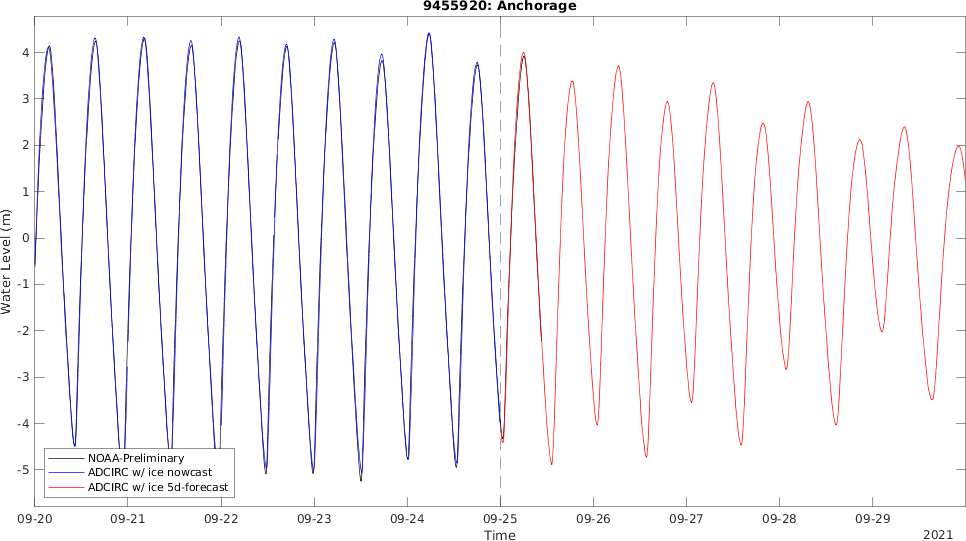 9455920: Anchorage
4
3
2
1
0
-1
-2
-3
-4
-5
Water Level (m)
NOAA-Preliminary
ADCIRC w/ ice nowcast
ADCIRC w/ ice 5d-forecast
09-20 09-21 09-22 09-23 09-24 09-25 09-26 09-27 09-28 09-29
Time
2021